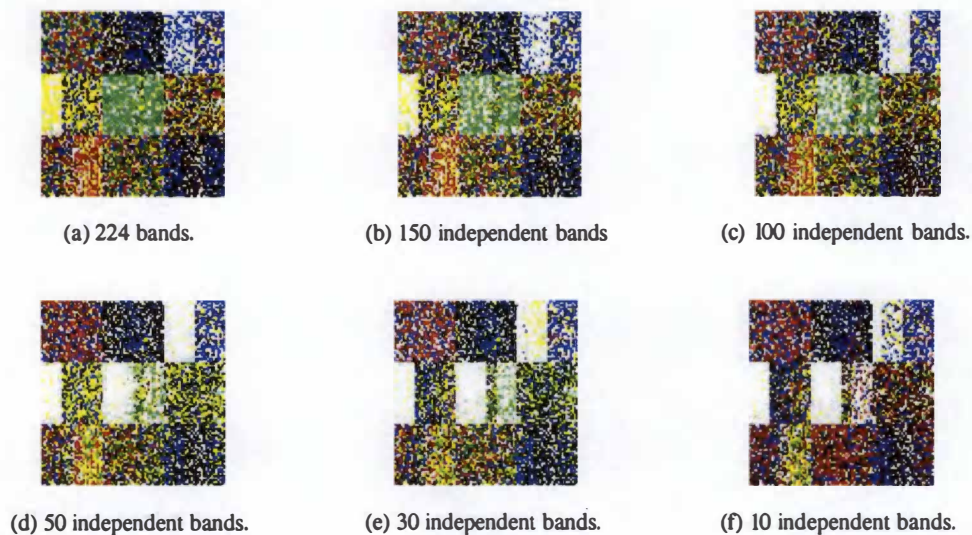 (a) 224 bands.
(b) 150 independent bands
(c) 100 independent bands.
(d) 50 independent bands.
(e) 30 independent bands.
(f) 10 independent bands.